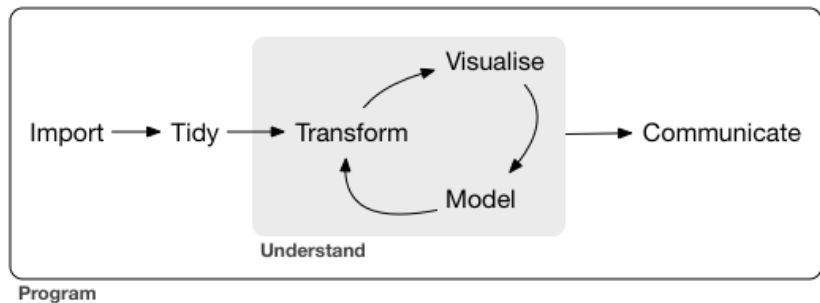 Visualise
Import
Tidy
Transform
Communicate
Model
Understand
Program